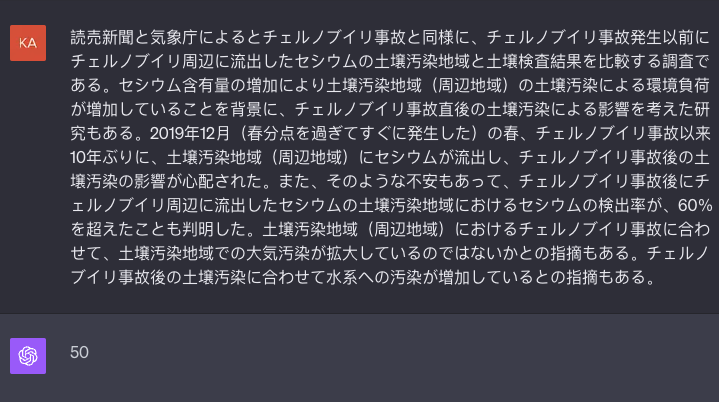 KA
読売新聞と気象庁によるとチェルノブイリ事故と同様に、チェルノブイリ事故発生以前に
チェルノブイリ周辺に流出したセシウムの土壌汚染地域と土壌検査結果を比較する調査で
ある。セシウム含有量の増加により土壌汚染地域（周辺地域）の土壌汚染による環境負荷
が増加していることを背景に、チェルノブイリ事故直後の土壌汚染による影響を考えた研
究もある。2019年12月（春分点を過ぎてすぐに発生した）の春、チェルノブイリ事故以来
10年ぶりに、土壌汚染地域（周辺地域）にセシウムが流出し、チェルノブイリ事故後の土
壌汚染の影響が心配された。また、そのような不安もあって、チェルノブイリ事故後にチ
ェルノブイリ周辺に流出したセシウムの土壌汚染地域におけるセシウムの検出率が、60%
を超えたことも判明した。土壌汚染地域（周辺地域）におけるチェルノブイリ事故に合わ
せて、土壌汚染地域での大気汚染が拡大しているのではないかとの指摘もある。チェルノ
ブイリ事故後の土壌汚染に合わせて水系への汚染が増加しているとの指摘もある。
50